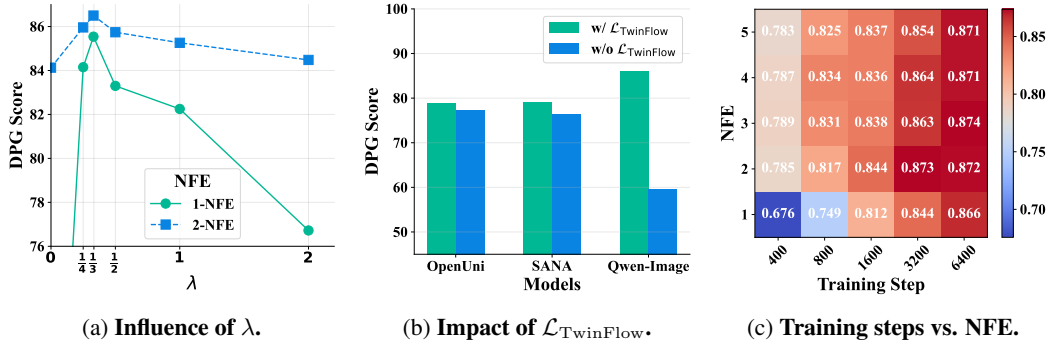 DPG Score
86
84
82
80
78
76
NFE
1-NFE
2-NFE
0
1/4
1/3
1/2
1
2
λ
(a) Influence of λ.
DPG Score
100
90
80
70
60
50
w/ ℒTwinFlow
w/o ℒTwinFlow
OpenUni SANA Qwen-Image
Models
(b) Impact of ℒTwinFlow.
NFE
5 0.783 0.825 0.837 0.854 0.871
4 0.787 0.834 0.836 0.864 0.871
3 0.789 0.831 0.838 0.863 0.874
2 0.785 0.817 0.844 0.873 0.872
1 0.676 0.749 0.812 0.844 0.866
400 800 1600 3200 6400
Training Step
0.85
0.80
0.75
0.70
(c) Training steps vs. NFE.